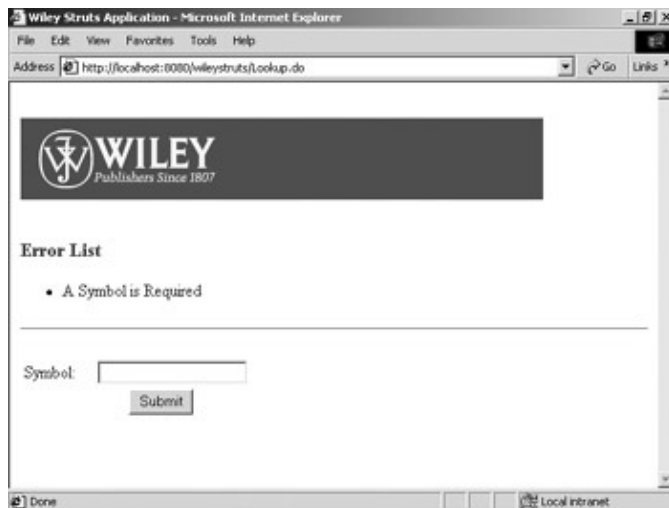 Wiley Struts Application - Microsoft Internet Explorer
File Edit View Favorites Tools Help
Address http://localhost:8080/wileystruts/Lookup.do Go Links »
WILEY
Publishers Since 1807
Error List
• A Symbol is Required
Symbol:
Submit
Done Local intranet